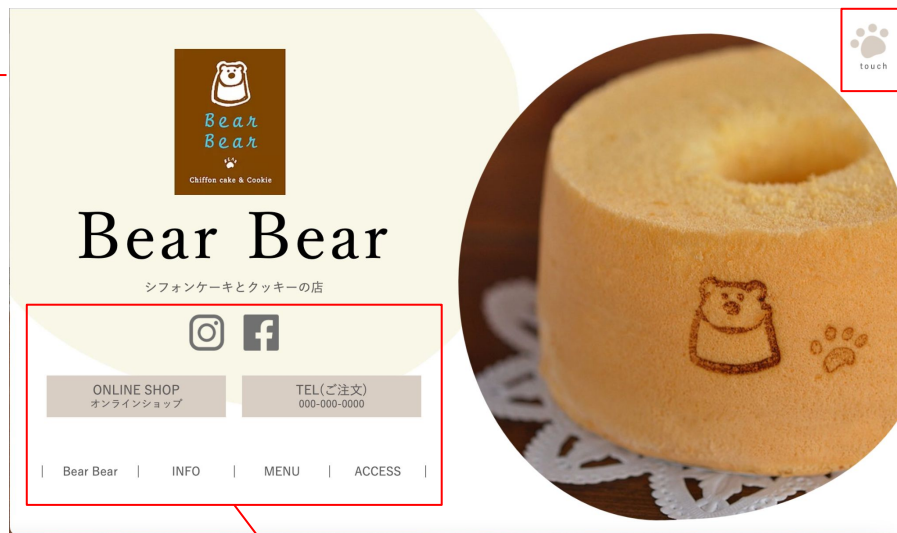 touch
Bear
Bear
Chiffon cake & Cookie
Bear Bear
シフォンケーキとクッキーの店
ONLINE SHOP
オンラインショップ
TEL(ご注文)
000-000-0000
| Bear Bear | INFO | MENU | ACCESS |